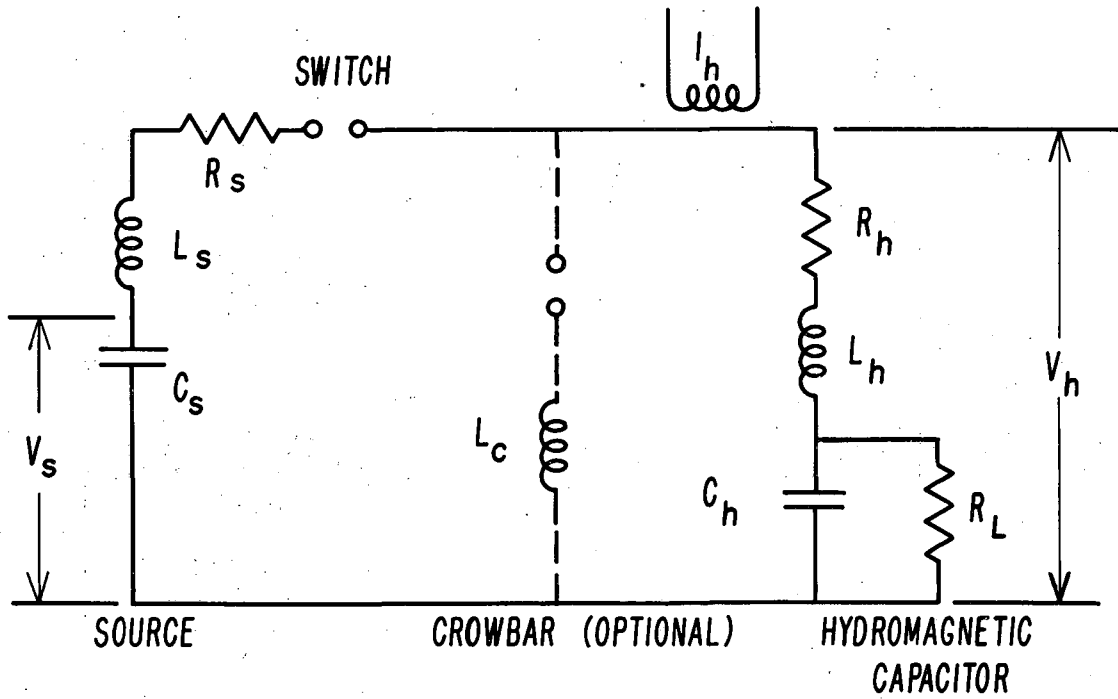 I_h
SWITCH
R_s
R_h
L_s
L_h
V_h
C_s
L_c
V_s
C_h
R_L
SOURCE
CROWBAR (OPTIONAL)
HYDROMAGNETIC
CAPACITOR